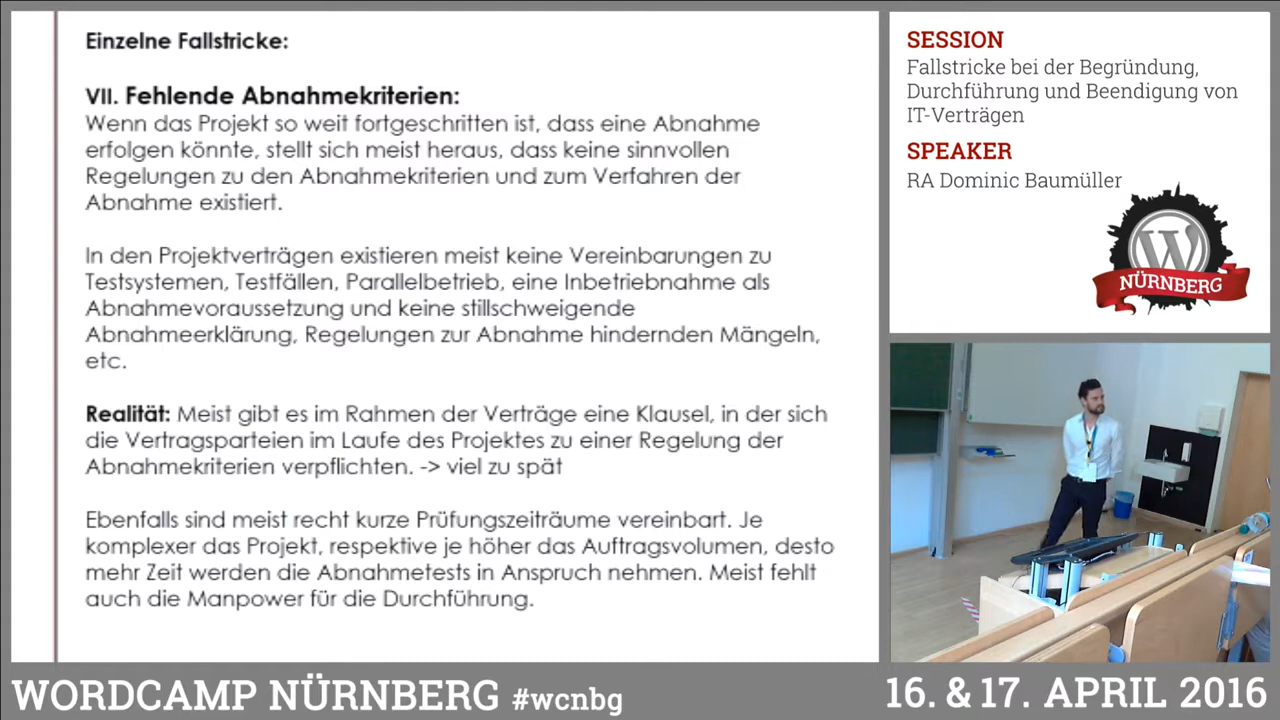 Einzelne Fallstricke:
VII. Fehlende Abnahmekriterien:
Wenn das Projekt so weit fortgeschritten ist, dass eine Abnahme
erfolgen könnte, stellt sich meist heraus, dass keine sinnvollen
Regelungen zu den Abnahmekriterien und zum Verfahren der
Abnahme existiert.
In den Projektverträgen existieren meist keine Vereinbarungen zu
Testsystemen, Testfällen, Parallelbetrieb, eine Inbetriebnahme als
Abnahmevoraussetzung und keine stillschweigende
Abnahmeerklärung, Regelungen zur Abnahme hindernden Mängeln,
etc.
Realität: Meist gibt es im Rahmen der Verträge eine Klausel, in der sich
die Vertragsparteien im Laufe des Projektes zu einer Regelung der
Abnahmekriterien verpflichten. -> viel zu spät
Ebenfalls sind meist recht kurze Prüfungszeiträume vereinbart. Je
komplexer das Projekt, respektive je höher das Auftragsvolumen, desto
mehr Zeit werden die Abnahmetests in Anspruch nehmen. Meist fehlt
auch die Manpower für die Durchführung.
SESSION
Fallstricke bei der Begründung,
Durchführung und Beendigung von
IT-Verträgen
SPEAKER
RA Dominic Baumüller
W
NÜRNBERG
WORDCAMP NÜRNBERG #wcnbg
16. & 17. APRIL 2016